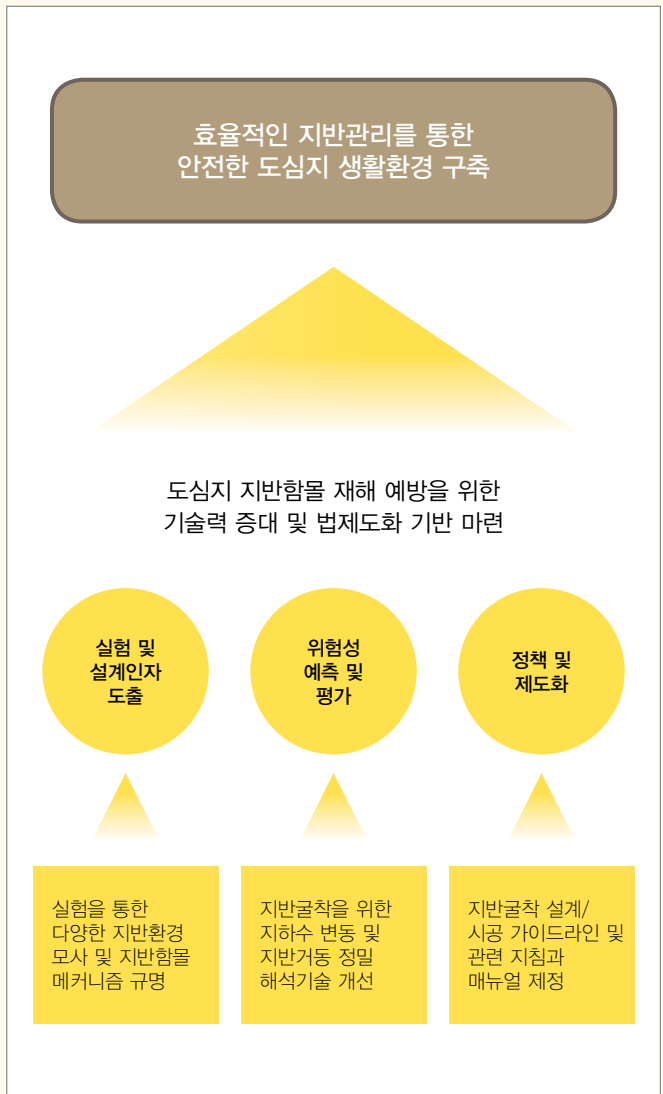 효율적인 지반관리를 통한
안전한 도심지 생활환경 구축
도심지 지반함몰 재해 예방을 위한
기술력 증대 및 법제도화 기반 마련
실험 및
설계인자
도출
위험성
예측 및
평가
정책 및
제도화
실험을 통한
다양한 지반환경
모사 및 지반함몰
메커니즘 규명
지반굴착을 위한
지하수 변동 및
지반거동 정밀
해석기술 개선
지반굴착 설계/
시공 가이드라인 및
관련 지침과
매뉴얼 제정